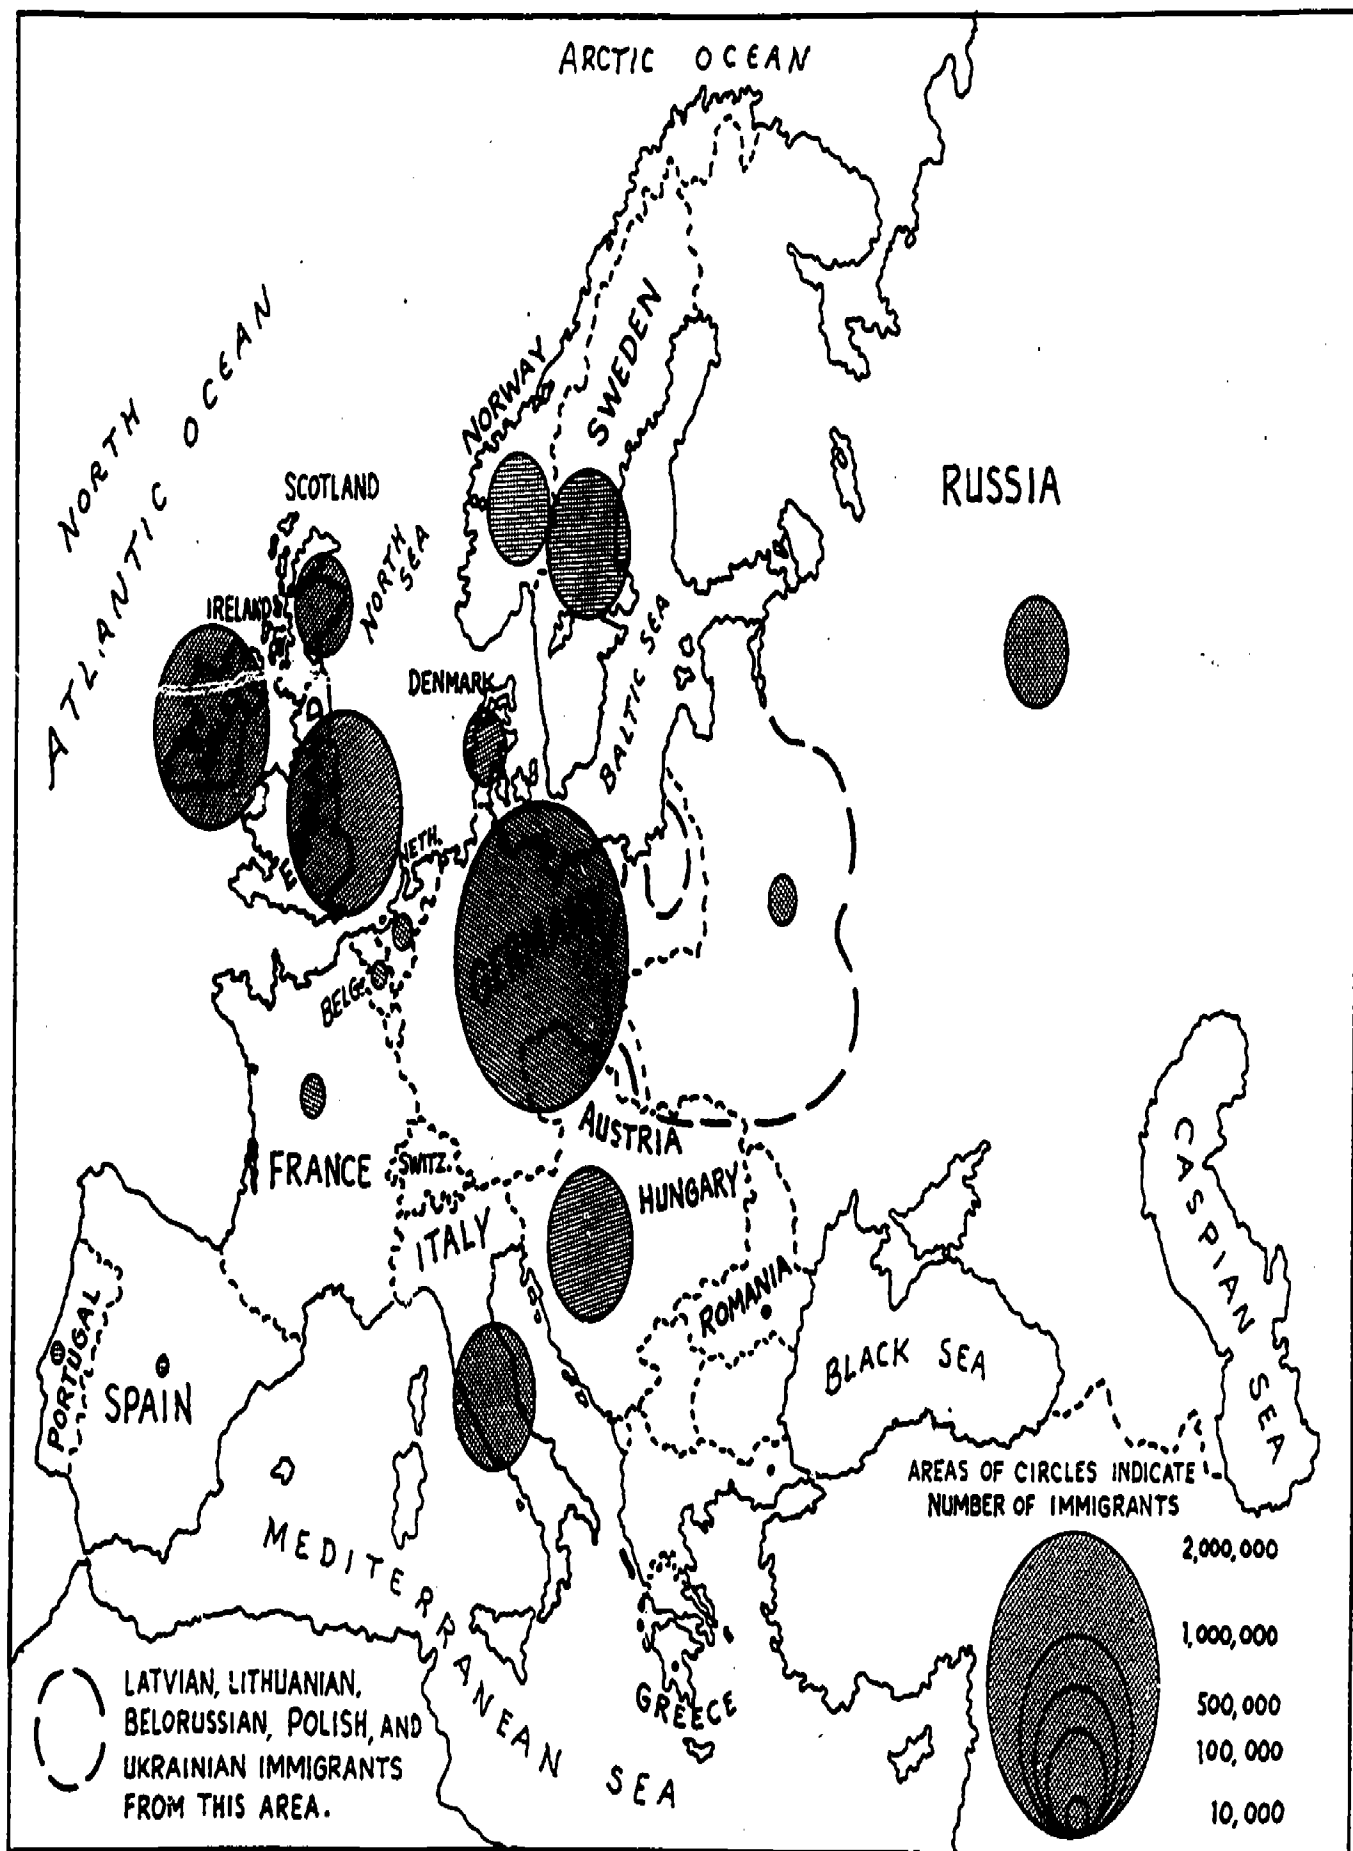 ARCTIC OCEAN
NORTH
ATLANTIC OCEAN
NORWAY
SWEDEN
SCOTLAND
NORTH
SEA
RUSSIA
IRELAND
DENMARK
BALTIC SEA
NETH.
BELG.
GERMANY
AUSTRIA
FRANCE
SWITZ.
HUNGARY
ITALY
ROMANIA
PORTUGAL
SPAIN
BLACK SEA
CASPIAN SEA
MEDITERRANEAN SEA
GREECE
AREAS OF CIRCLES INDICATE
NUMBER OF IMMIGRANTS
2,000,000
1,000,000
500,000
100,000
10,000
LATVIAN, LITHUANIAN,
BELORUSSIAN, POLISH, AND
UKRAINIAN IMMIGRANTS
FROM THIS AREA.